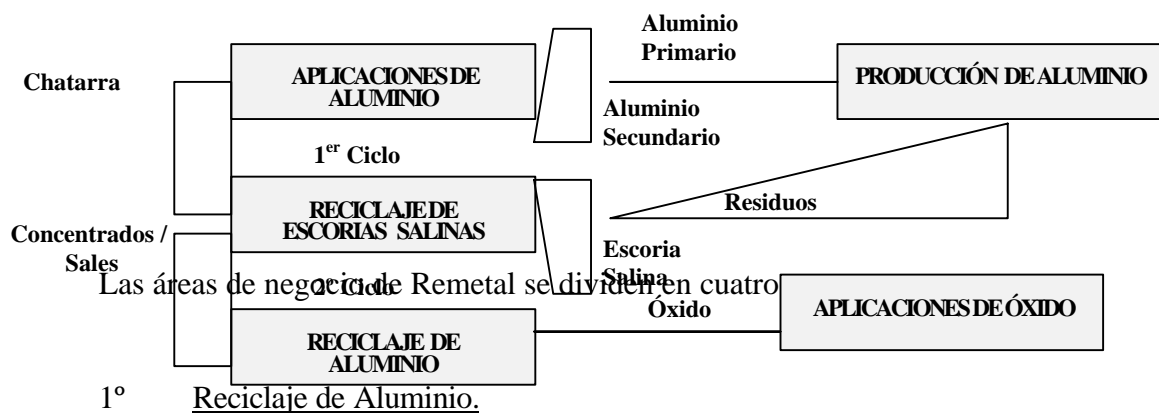 Aluminio
Primario
Chatarra
APLICACIONES DE
ALUMINIO
PRODUCCIÓN DE ALUMINIO
Aluminio
Secundario
1er Ciclo
Residuos
RECICLAJE DE
ESCORIAS SALINAS
Concentrados /
Sales
Escoria
Salina
Las áreas de negocio de Remetal se dividen en cuatro
2º Ciclo
Óxido
APLICACIONES DE ÓXIDO
RECICLAJE DE
ALUMINIO
1º Reciclaje de Aluminio.